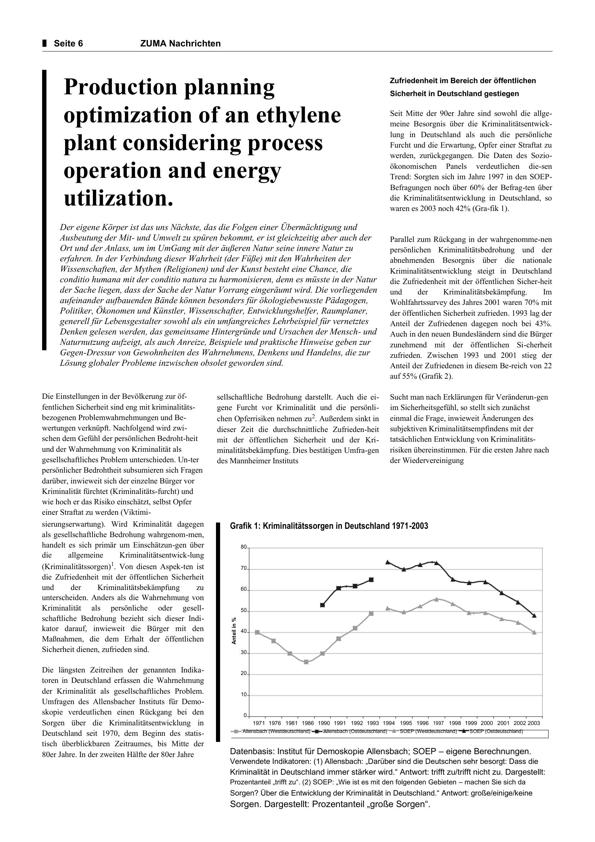 Seite 6
ZUMA Nachrichten
Production planning
optimization of an ethylene
plant considering process
operation and energy
utilization.
Der eigene Körper ist das uns Nächste, das die Folgen einer Übermächtigung und
Ausbeutung der Mit- und Umwelt zu spüren bekommt, er ist gleichzeitig aber auch der
Ort und der Anlass, um im UmGang mit der äußeren Natur seine innere Natur zu
erfahren. In der Verbindung dieser Wahrheit (der Füße) mit den Wahrheiten der
Wissenschaften, der Mythen (Religionen) und der Kunst besteht eine Chance, die
conditio humana mit der conditio natura zu harmonisieren, denn es müsste in der Natur
der Sache liegen, dass der Sache der Natur Vorrang eingeräumt wird. Die vorliegenden
aufeinander aufbauenden Bände können besonders für ökologiebewusste Pädagogen,
Politiker, Ökonomen und Künstler, Wissenschafter, Entwicklungshelfer, Raumplaner,
generell für Lebensgestalter sowohl als ein umfangreiches Lehrbeispiel für vernetztes
Denken gelesen werden, das gemeinsame Hintergründe und Ursachen der Mensch- und
Naturnutzung aufzeigt, als auch Anreize, Beispiele und praktische Hinweise geben zur
Gegen-Dressur von Gewohnheiten des Wahrnehmens, Denkens und Handelns, die zur
Lösung globaler Probleme inzwischen obsolet geworden sind.
Zufriedenheit im Bereich der öffentlichen
Sicherheit in Deutschland gestiegen
Seit Mitte der 90er Jahre sind sowohl die allge-
meine Besorgnis über die Kriminalitätsentwick-
lung in Deutschland als auch die persönliche
Furcht und die Erwartung, Opfer einer Straftat zu
werden, zurückgegangen. Die Daten des Sozio-
ökonomischen Panels verdeutlichen die-sen
Trend: Sorgten sich im Jahre 1997 in den SOEP-
Befragungen noch über 60% der Befrag-ten über
die Kriminalitätsentwicklung in Deutschland, so
waren es 2003 noch 42% (Gra-fik 1).
Parallel zum Rückgang in der wahrgenomme-nen
persönlichen Kriminalitätsbedrohung und der
abnehmenden Besorgnis über die nationale
Kriminalitätsentwicklung steigt in Deutschland
die Zufriedenheit mit der öffentlichen Sicher-heit
und der Kriminalitätsbekämpfung. Im
Wohlfahrtssurvey des Jahres 2001 waren 70% mit
der öffentlichen Sicherheit zufrieden. 1993 lag der
Anteil der Zufriedenen dagegen noch bei 43%.
Auch in den neuen Bundesländern sind die Bürger
zunehmend mit der öffentlichen Si-cherheit
zufrieden. Zwischen 1993 und 2001 stieg der
Anteil der Zufriedenen in diesem Be-reich von 22
auf 55% (Grafik 2).
Die Einstellungen in der Bevölkerung zur öf-
fentlichen Sicherheit sind eng mit kriminalitäts-
bezogenen Problemwahrnehmungen und Be-
wertungen verknüpft. Nachfolgend wird zwi-
schen dem Gefühl der persönlichen Bedroht-heit
und der Wahrnehmung von Kriminalität als
gesellschaftliches Problem unterschieden. Un-ter
persönlicher Bedrohtheit subsumieren sich Fragen
darüber, inwieweit sich der einzelne Bürger vor
Kriminalität fürchtet (Kriminalitäts-furcht) und
wie hoch er das Risiko einschätzt, selbst Opfer
einer Straftat zu werden (Viktimi-
sierungserwartung). Wird Kriminalität dagegen
als gesellschaftliche Bedrohung wahrgenom-men,
handelt es sich primär um Einschätzun-gen über
die allgemeine Kriminalitätsentwick-lung
(Kriminalitätssorgen)1. Von diesen Aspek-ten ist
die Zufriedenheit mit der öffentlichen Sicherheit
und der Kriminalitätsbekämpfung zu
unterscheiden. Anders als die Wahrnehmung von
Kriminalität als persönliche oder gesell-
schaftliche Bedrohung bezieht sich dieser Indi-
kator darauf, inwieweit die Bürger mit den
Maßnahmen, die dem Erhalt der öffentlichen
Sicherheit dienen, zufrieden sind.
Die längsten Zeitreihen der genannten Indika-
toren in Deutschland erfassen die Wahrnehmung
der Kriminalität als gesellschaftliches Problem.
Umfragen des Allensbacher Instituts für Demo-
skopie verdeutlichen einen Rückgang bei den
Sorgen über die Kriminalitätsentwicklung in
Deutschland seit 1970, dem Beginn des statis-
tisch überblickbaren Zeitraumes, bis Mitte der
80er Jahre. In der zweiten Hälfte der 80er Jahre
sellschaftliche Bedrohung darstellt. Auch die ei-
gene Furcht vor Kriminalität und die persönli-
chen Opferrisiken nehmen zu2. Außerdem sinkt in
dieser Zeit die durchschnittliche Zufrieden-heit
mit der öffentlichen Sicherheit und der Kri-
minalitätsbekämpfung. Dies bestätigen Umfra-gen
des Mannheimer Instituts
Sucht man nach Erklärungen für Veränderun-gen
im Sicherheitsgefühl, so stellt sich zunächst
einmal die Frage, inwieweit Änderungen des
subjektiven Kriminalitätsempfindens mit der
tatsächlichen Entwicklung von Kriminalitäts-
risiken übereinstimmen. Für die ersten Jahre nach
der Wiedervereinigung
Grafik 1: Kriminalitätssorgen in Deutschland 1971-2003
80
70
60
50
40
30
20
10
0
Anteil in %
1971 1976 1981 1986 1990 1991 1992 1993 1994 1995 1996 1997 1998 1999 2000 2001 2002 2003
Allensbach (Westdeutschland) Allensbach (Ostdeutschland) SOEP (Westdeutschland) SOEP (Ostdeutschland)
Datenbasis: Institut für Demoskopie Allensbach; SOEP – eigene Berechnungen.
Verwendete Indikatoren: (1) Allensbach: „Darüber sind die Deutschen sehr besorgt: Dass die
Kriminalität in Deutschland immer stärker wird.“ Antwort: trifft zu/trifft nicht zu. Dargestellt:
Prozentanteil „trifft zu“. (2) SOEP: „Wie ist es mit den folgenden Gebieten – machen Sie sich da
Sorgen? Über die Entwicklung der Kriminalität in Deutschland.“ Antwort: große/einige/keine
Sorgen. Dargestellt: Prozentanteil „große Sorgen“.